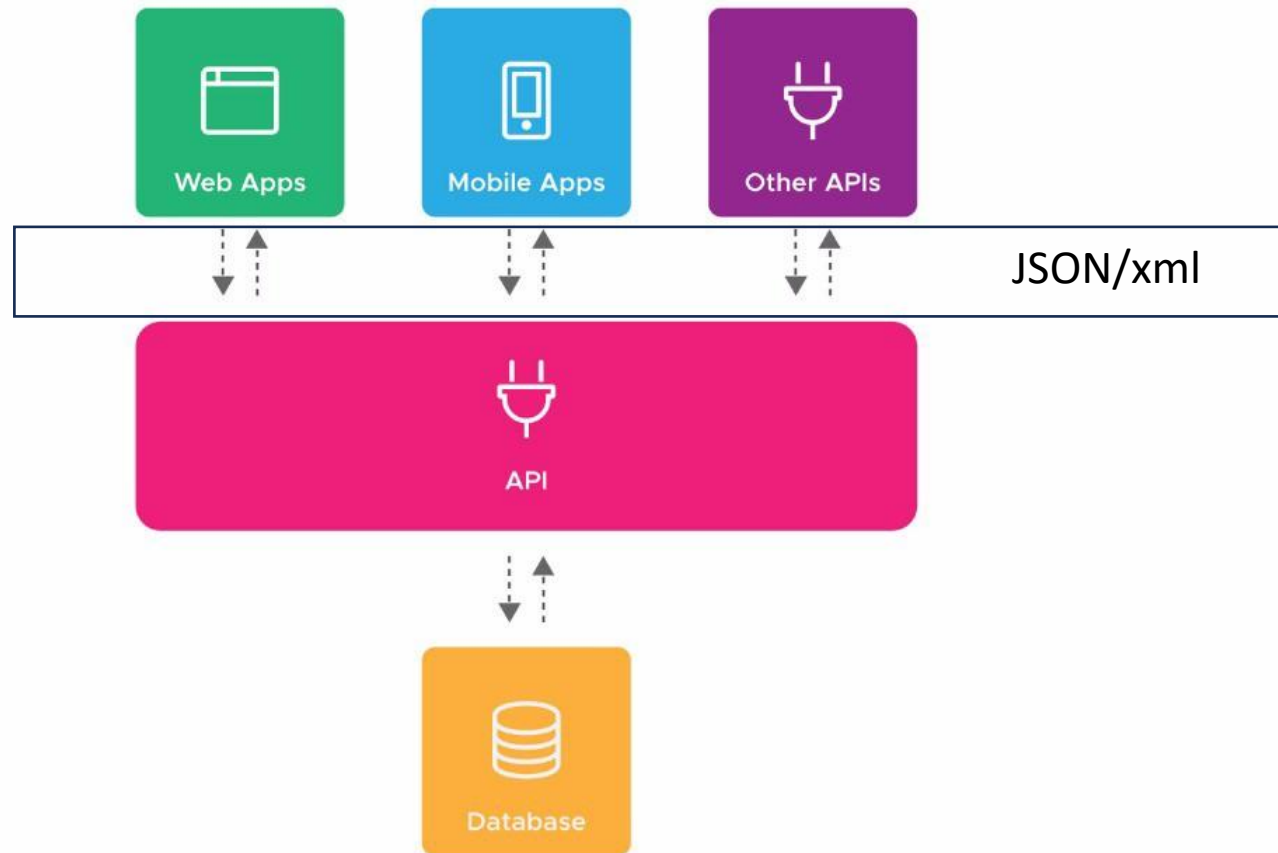 Web Apps
Mobile Apps
Other APIs
JSON/xml
API
Database